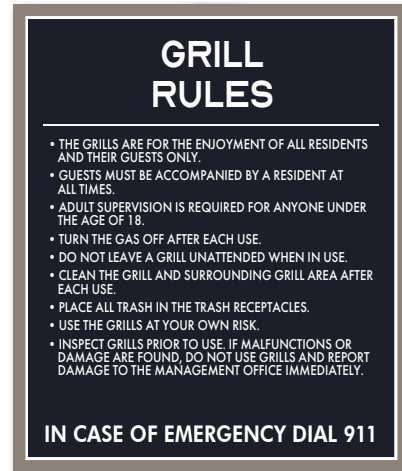 GRILL
RULES
• THE GRILLS ARE FOR THE ENJOYMENT OF ALL RESIDENTS
AND THEIR GUESTS ONLY.
• GUESTS MUST BE ACCOMPANIED BY A RESIDENT AT
ALL TIMES.
• ADULT SUPERVISION IS REQUIRED FOR ANYONE UNDER
THE AGE OF 18.
• TURN THE GAS OFF AFTER EACH USE.
• DO NOT LEAVE A GRILL UNATTENDED WHEN IN USE.
• CLEAN THE GRILL AND SURROUNDING GRILL AREA AFTER
EACH USE.
• PLACE ALL TRASH IN THE TRASH RECEPTACLES.
• USE THE GRILLS AT YOUR OWN RISK.
• INSPECT GRILLS PRIOR TO USE. IF MALFUNCTIONS OR
DAMAGE ARE FOUND, DO NOT USE GRILLS AND REPORT
DAMAGE TO THE MANAGEMENT OFFICE IMMEDIATELY.
IN CASE OF EMERGENCY DIAL 911